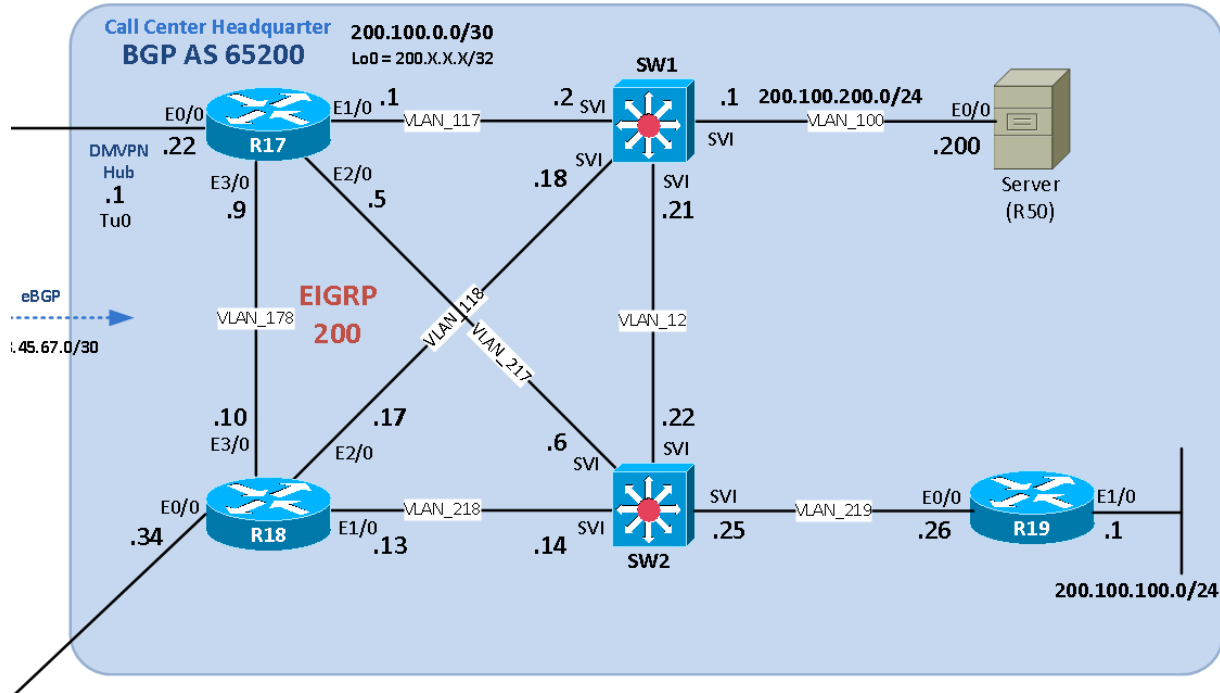 Call Center Headquarter
BGP AS 65200
200.100.0.0/30
Lo0 = 200.X.X.X/32
SW1
E0/0
E1/0
.1
.2
SVI
.1
200.100.200.0/24
E0/0
VLAN_117
SVI
VLAN_100
.22
R17
.200
DMVPN
Hub
.1
Tu0
E3/0
.9
E2/0
.5
SVI
.18
SVI
.21
Server
(R50)
eBGP
.45.67.0/30
VLAN_178
EIGRP
200
VLAN_118
VLAN_217
VLAN_12
.10
E3/0
.17
E2/0
.6
SVI
.22
SVI
E0/0
.34
R18
E1/0
.13
VLAN_218
SVI
.14
SW2
SVI
.25
VLAN_219
E0/0
.26
R19
E1/0
.1
200.100.100.0/24